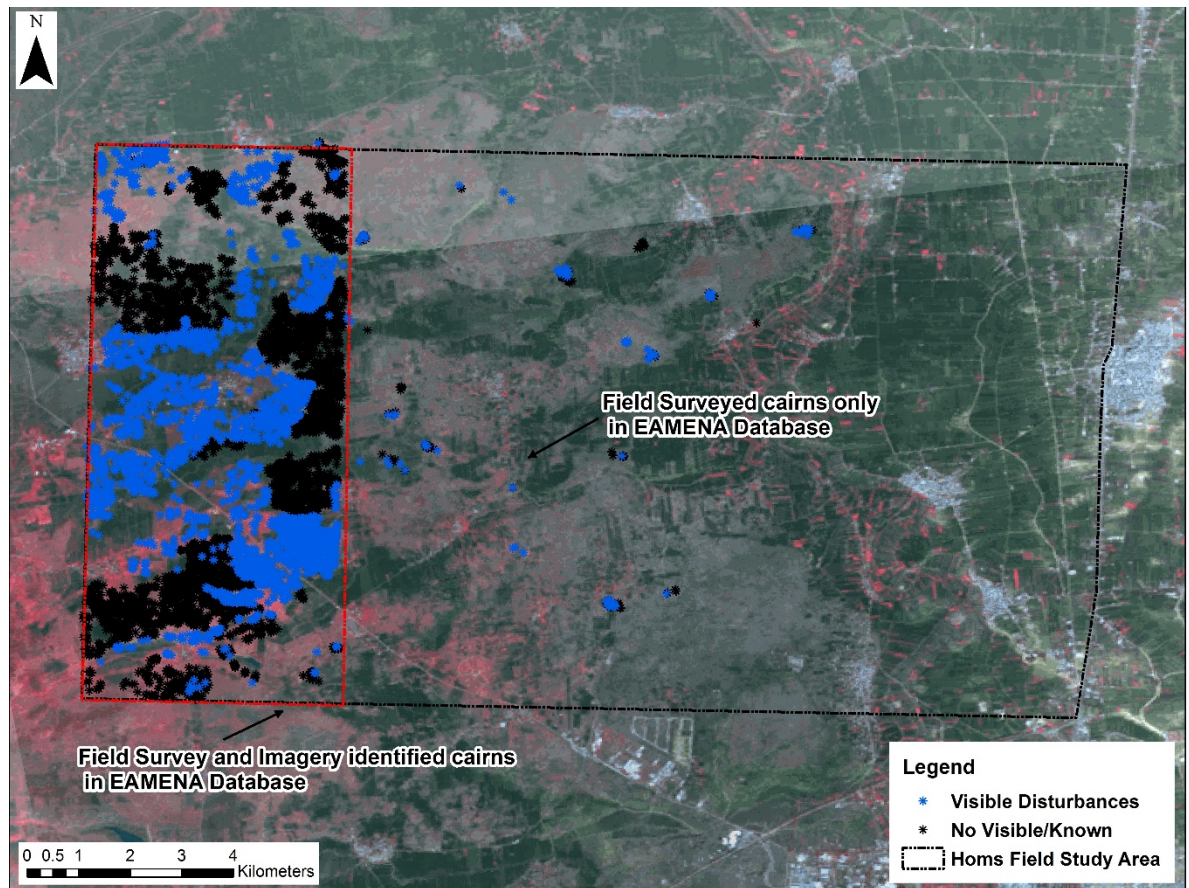 N
Field Surveyed cairns only
in EAMENA Database
Field Survey and Imagery identified cairns
in EAMENA Database
Legend
Visible Disturbances
No Visible/Known
Homs Field Study Area
0 0.5 1 2 3 4
Kilometers